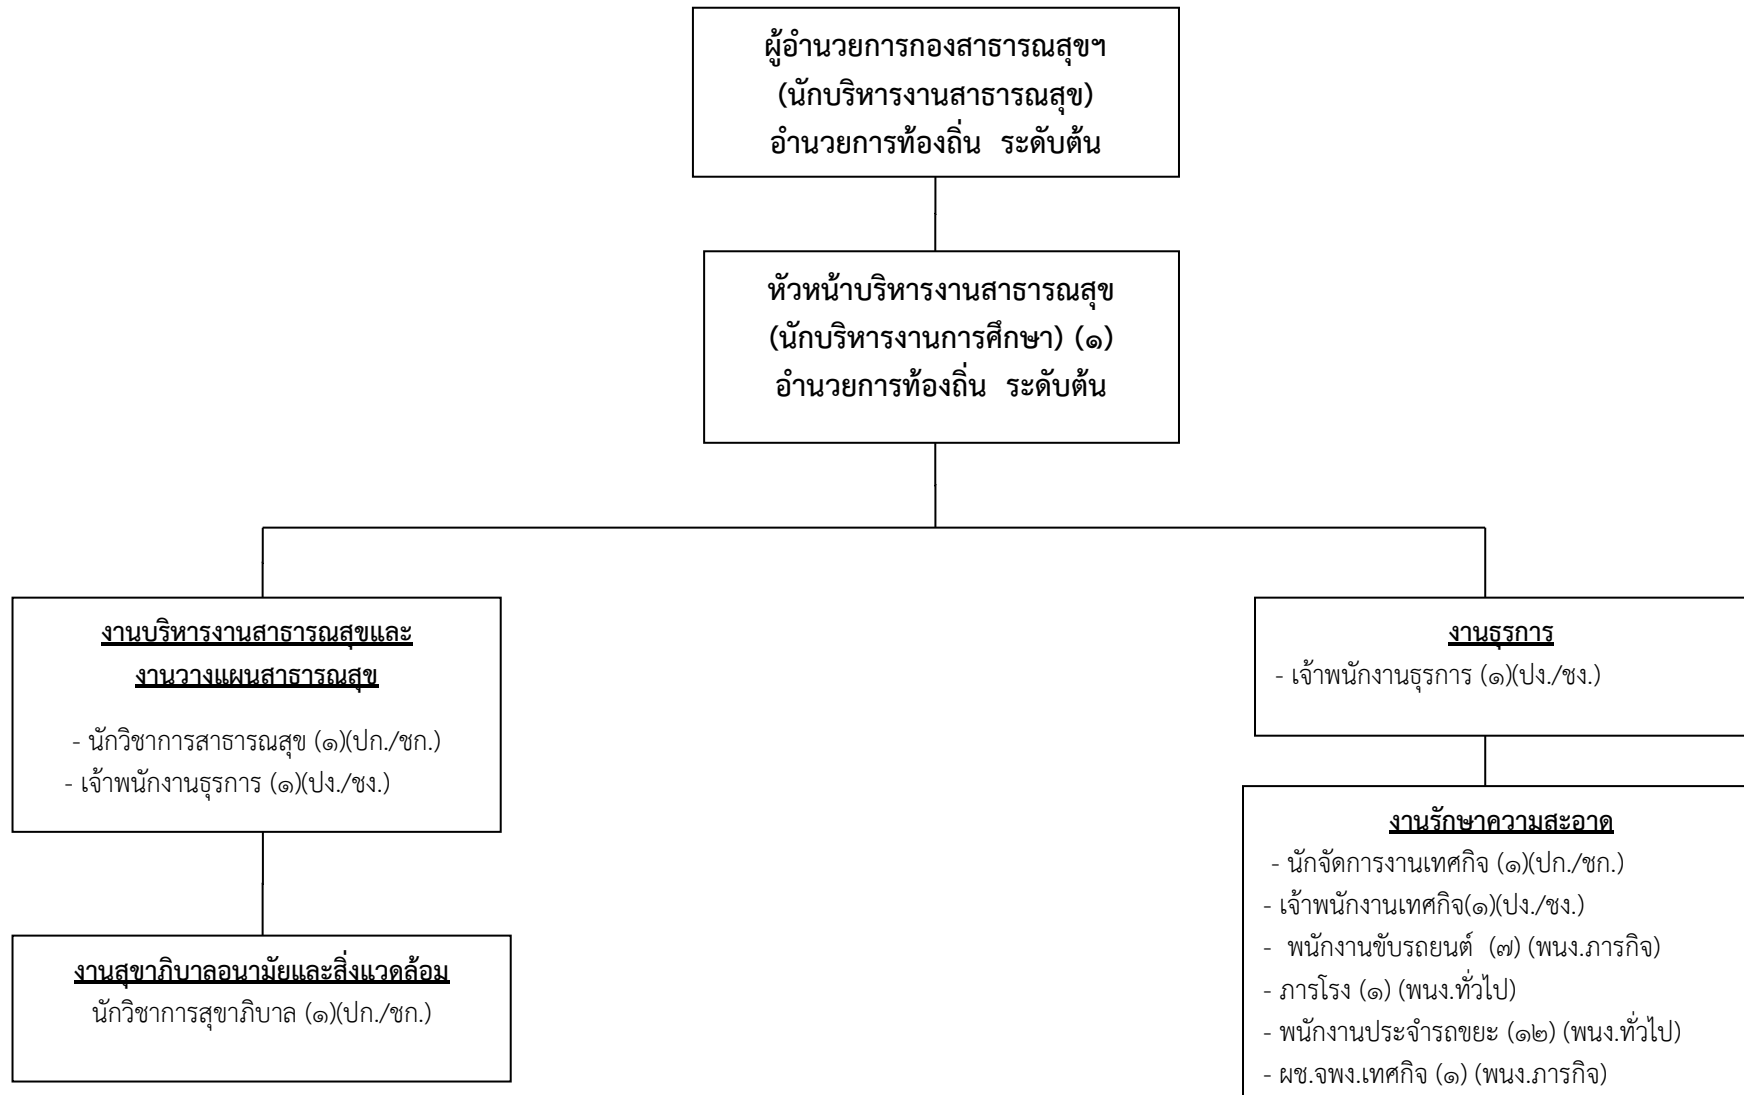 ผู้อำนวยการกองสาธารณสุขฯ
(นักบริหารงานสาธารณสุข)
อำนวยการท้องถิ่น ระดับต้น
หัวหน้าบริหารงานสาธารณสุข
(นักบริหารงานการศึกษา) (๑)
อำนวยการท้องถิ่น ระดับต้น
งานบริหารงานสาธารณสุขและ
งานวางแผนสาธารณสุข
- นักวิชาการสาธารณสุข (๑)(ปก./ชก.)
- เจ้าพนักงานธุรการ (๑)(ปง./ชง.)
งานสุขาภิบาลอนามัยและสิ่งแวดล้อม
นักวิชาการสุขาภิบาล (๑)(ปก./ชก.)
งานธุรการ
- เจ้าพนักงานธุรการ (๑)(ปง./ชง.)
งานรักษาความสะอาด
- นักจัดการงานเทศกิจ (๑)(ปก./ชก.)
- เจ้าพนักงานเทศกิจ(๑)(ปง./ชง.)
- พนักงานขับรถยนต์ (๗) (พนง.ภารกิจ)
- ภารโรง (๑) (พนง.ทั่วไป)
- พนักงานประจำรถขยะ (๑๒) (พนง.ทั่วไป)
- ผช.จพง.เทศกิจ (๑) (พนง.ภารกิจ)